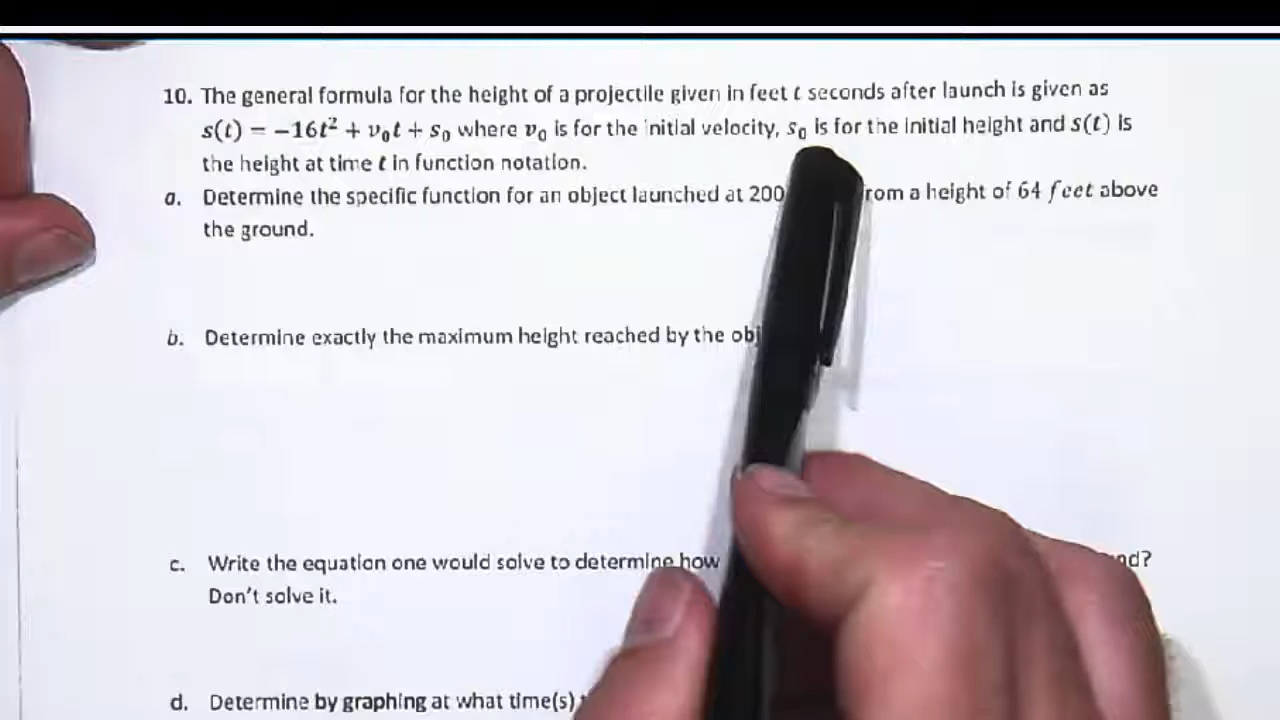 10. The general formula for the height of a projectile given in feet t seconds after launch is given as
s(t) = −16t² + v₀t + s₀ where v₀ is for the initial velocity, s₀ is for the initial height and s(t) is
the height at time t in function notation.
a. Determine the specific function for an object launched at 200 from a height of 64 feet above
the ground.
b. Determine exactly the maximum height reached by the
c. Write the equation one would solve to determine how
Don't solve it.
d. Determine by graphing at what time(s)